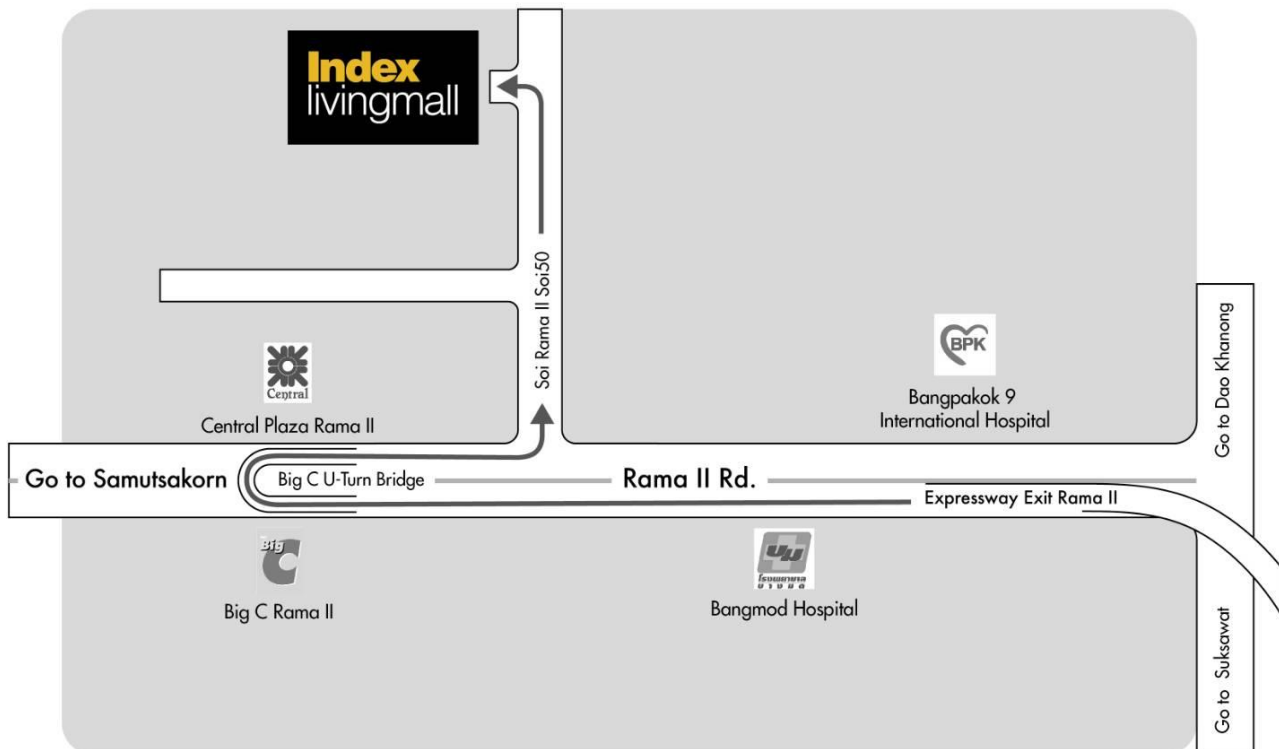 Index
livingmall
Soi Rama II Soi50
Central
Central Plaza Rama II
BPK
Bangpakok 9
International Hospital
Go to Dao Khanong
Go to Samutsakorn
Big C U-Turn Bridge
Rama II Rd.
Expressway Exit Rama II
Big
C
Big C Rama II
Bangmod Hospital
Go to Suksawat